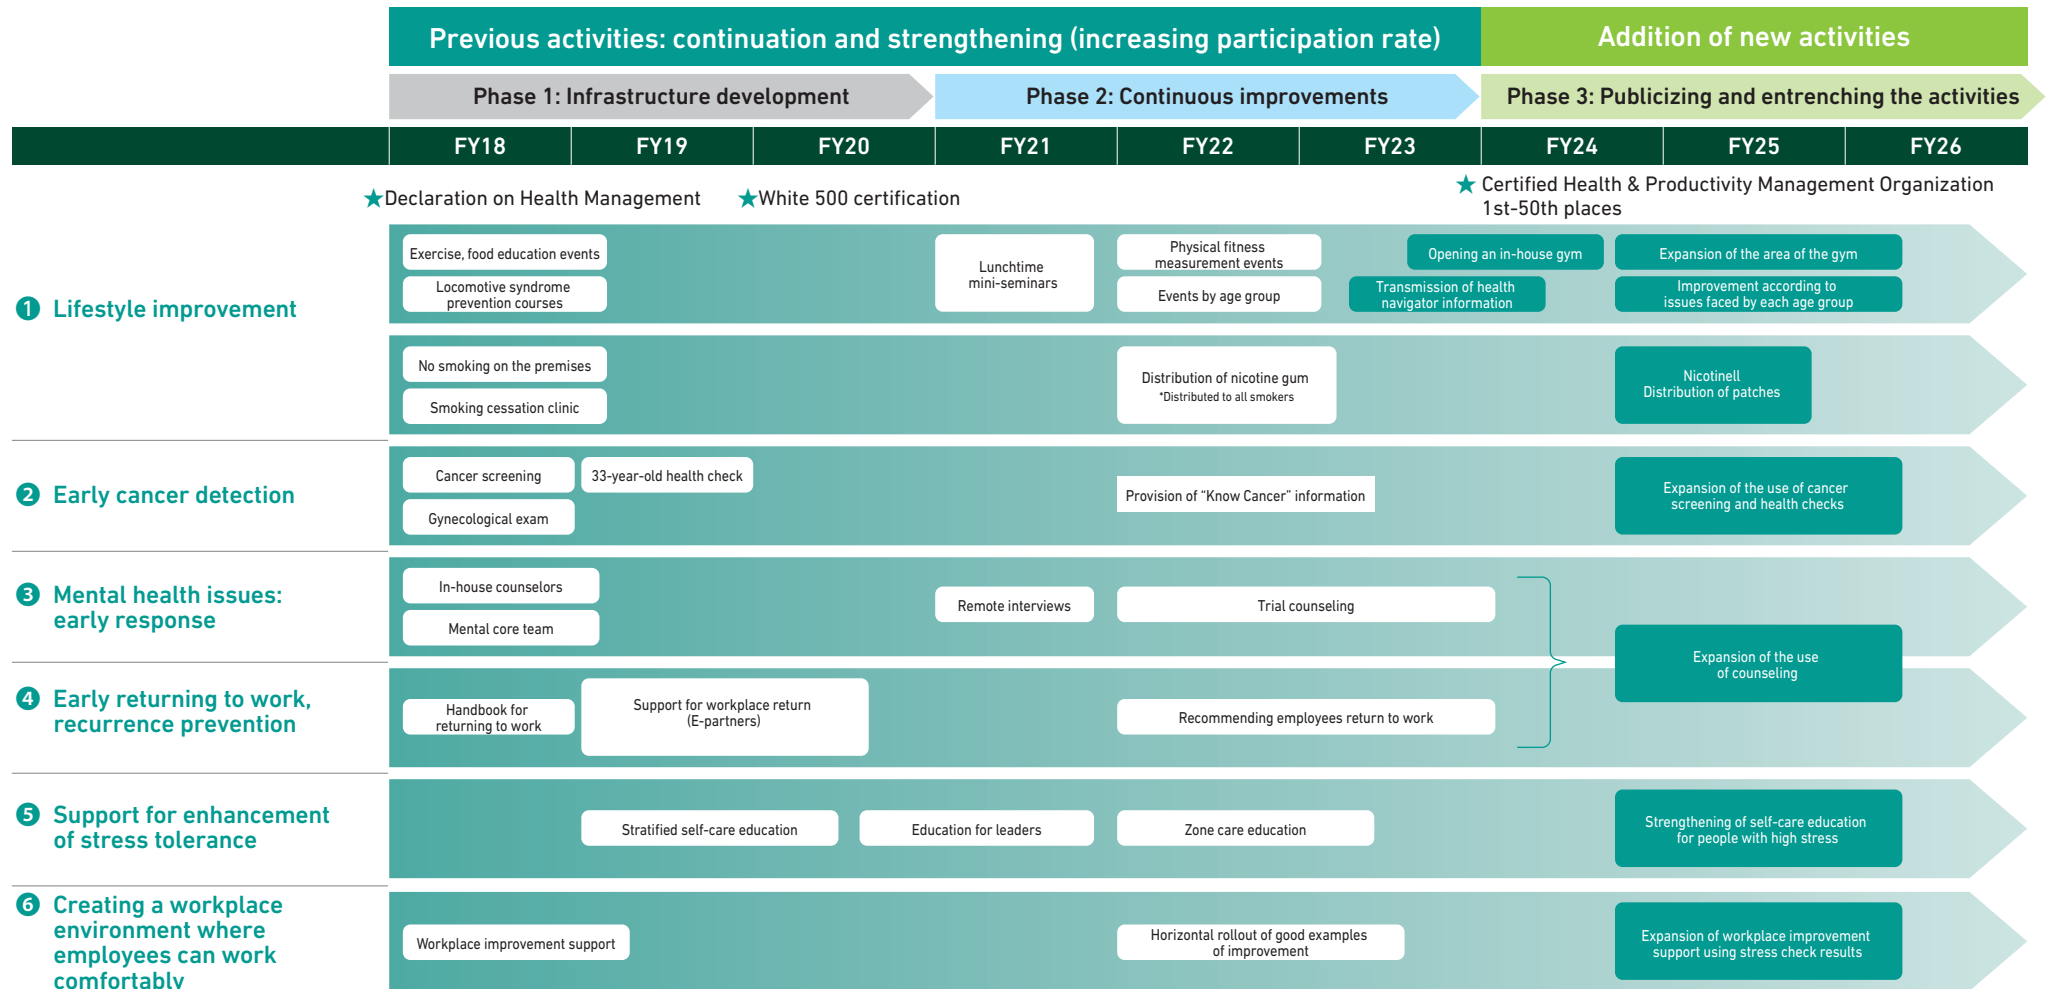 Previous activities: continuation and strengthening (increasing participation rate)
Addition of new activities
Phase 1: Infrastructure development
Phase 2: Continuous improvements
Phase 3: Publicizing and entrenching the activities
FY18
FY19
FY20
FY21
FY22
FY23
FY24
FY25
FY26
★Declaration on Health Management
★White 500 certification
★ Certified Health & Productivity Management Organization
1st-50th places
❶ Lifestyle improvement
Exercise, food education events
Locomotive syndrome
prevention courses
Lunchtime
mini-seminars
Physical fitness
measurement events
Events by age group
Opening an in-house gym
Transmission of health
navigator information
Expansion of the area of the gym
Improvement according to
issues faced by each age group
No smoking on the premises
Smoking cessation clinic
Distribution of nicotine gum
*Distributed to all smokers
Nicotinell
Distribution of patches
❷ Early cancer detection
Cancer screening
Gynecological exam
33-year-old health check
Provision of “Know Cancer” information
Expansion of the use of cancer
screening and health checks
❸ Mental health issues:
early response
In-house counselors
Mental core team
Remote interviews
Trial counseling
Expansion of the use
of counseling
❹ Early returning to work,
recurrence prevention
Handbook for
returning to work
Support for workplace return
(E-partners)
Recommending employees return to work
❺ Support for enhancement
of stress tolerance
Stratified self-care education
Education for leaders
Zone care education
Strengthening of self-care education
for people with high stress
❻ Creating a workplace
environment where
employees can work
comfortably
Workplace improvement support
Horizontal rollout of good examples
of improvement
Expansion of workplace improvement
support using stress check results